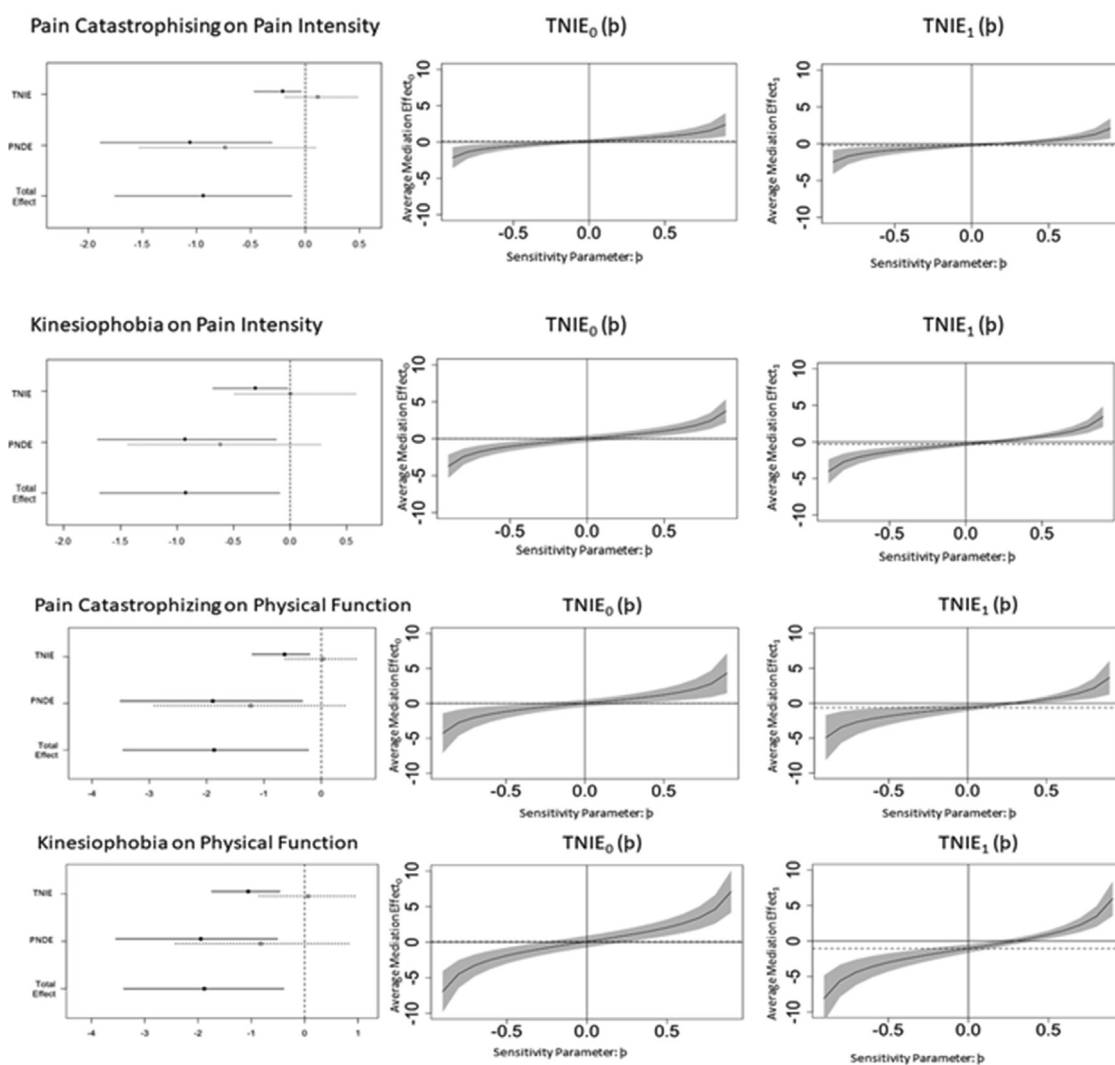 Pain Catastrophising on Pain Intensity
TNIE
PNDE
Total
Effect
-2.0 -1.5 -1.0 -0.5 0.0 0.5
TNIE₀ (þ)
Average Mediation Effect₀
10
5
0
-5
-10
-0.5 0.0 0.5
Sensitivity Parameter: þ
TNIE₁ (þ)
Average Mediation Effect₁
10
5
0
-5
-10
-0.5 0.0 0.5
Sensitivity Parameter: þ
Kinesiophobia on Pain Intensity
TNIE
PNDE
Total
Effect
-2.0 -1.5 -1.0 -0.5 0.0 0.5
TNIE₀ (þ)
Average Mediation Effect₀
10
5
0
-5
-10
-0.5 0.0 0.5
Sensitivity Parameter: þ
TNIE₁ (þ)
Average Mediation Effect₁
10
5
0
-5
-10
-0.5 0.0 0.5
Sensitivity Parameter: þ
Pain Catastrophizing on Physical Function
TNIE
PNDE
Total
Effect
-4 -3 -2 -1 0
TNIE₀ (þ)
Average Mediation Effect₀
10
5
0
-5
-10
-0.5 0.0 0.5
Sensitivity Parameter: þ
TNIE₁ (þ)
Average Mediation Effect₁
10
5
0
-5
-10
-0.5 0.0 0.5
Sensitivity Parameter: þ
Kinesiophobia on Physical Function
TNIE
PNDE
Total
Effect
-4 -3 -2 -1 0 1
TNIE₀ (þ)
Average Mediation Effect₀
10
5
0
-5
-10
-0.5 0.0 0.5
Sensitivity Parameter: þ
TNIE₁ (þ)
Average Mediation Effect₁
10
5
0
-5
-10
-0.5 0.0 0.5
Sensitivity Parameter: þ